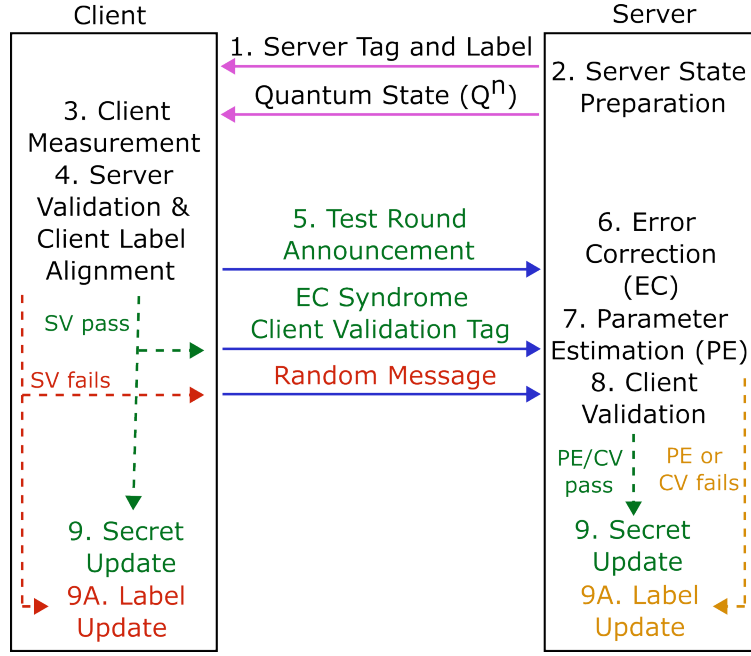 Client
Server
1. Server Tag and Label
2. Server State
Preparation
Quantum State (Qⁿ)
3. Client
Measurement
4. Server
Validation &
Client Label
Alignment
5. Test Round
Announcement
6. Error
Correction
(EC)
SV pass
EC Syndrome
Client Validation Tag
7. Parameter
Estimation (PE)
SV fails
Random Message
8. Client
Validation
PE/CV
pass
PE or
CV fails
9. Secret
Update
9A. Label
Update
9. Secret
Update
9A. Label
Update